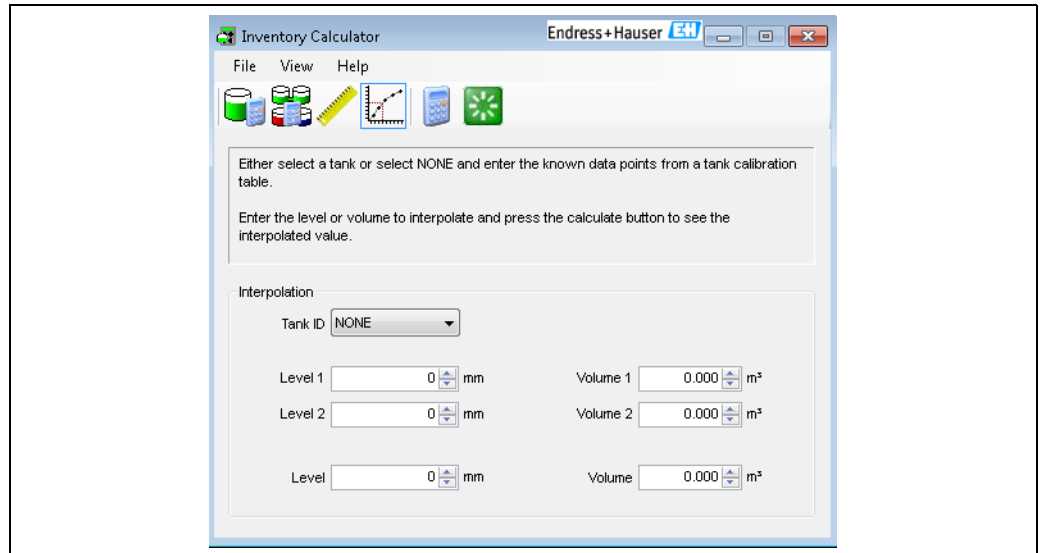 Inventory Calculator
Endress+Hauser EH
File View Help
Either select a tank or select NONE and enter the known data points from a tank calibration
table.
Enter the level or volume to interpolate and press the calculate button to see the
interpolated value.
Interpolation
Tank ID NONE
Level 1 0 mm Volume 1 0.000 m³
Level 2 0 mm Volume 2 0.000 m³
Level 0 mm Volume 0.000 m³